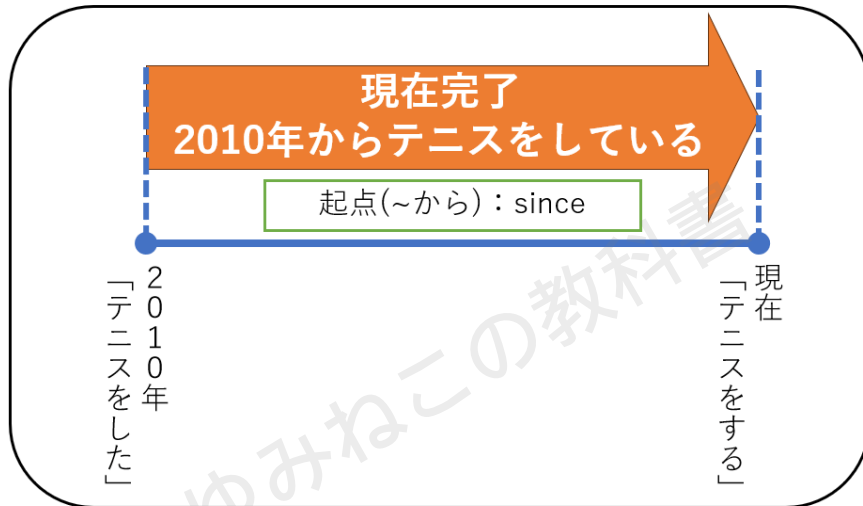 現在完了
2010年からテニスをしている
起点(~から)：since
2010年
「テニスをした」
現在
「テニスをする」
ゆみねこの教科書